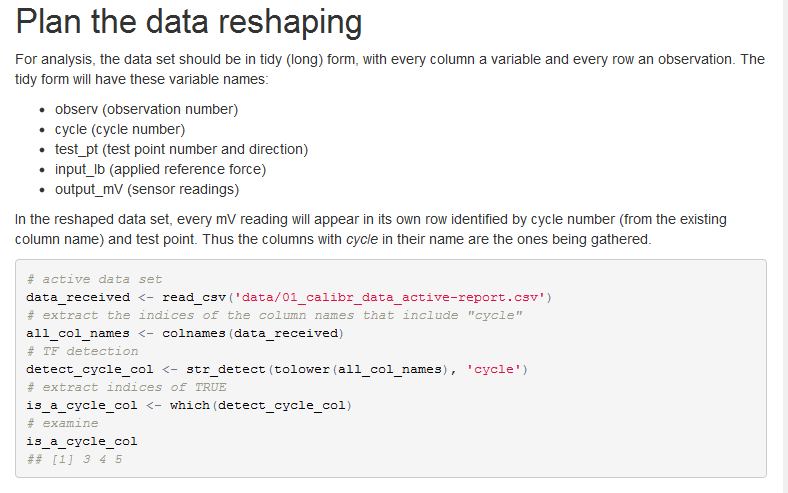 Plan the data reshaping
For analysis, the data set should be in tidy (long) form, with every column a variable and every row an observation. The
tidy form will have these variable names:
• observ (observation number)
• cycle (cycle number)
• test_pt (test point number and direction)
• input_lb (applied reference force)
• output_mV (sensor readings)
In the reshaped data set, every mV reading will appear in its own row identified by cycle number (from the existing
column name) and test point. Thus the columns with cycle in their name are the ones being gathered.
# active data set
data_received <- read_csv('data/01_calibr_data_active-report.csv')
# extract the indices of the column names that include "cycle"
all_col_names <- colnames(data_received)
# TF detection
detect_cycle_col <- str_detect(tolower(all_col_names), 'cycle')
# extract indices of TRUE
is_a_cycle_col <- which(detect_cycle_col)
# examine
is_a_cycle_col
## [1] 3 4 5